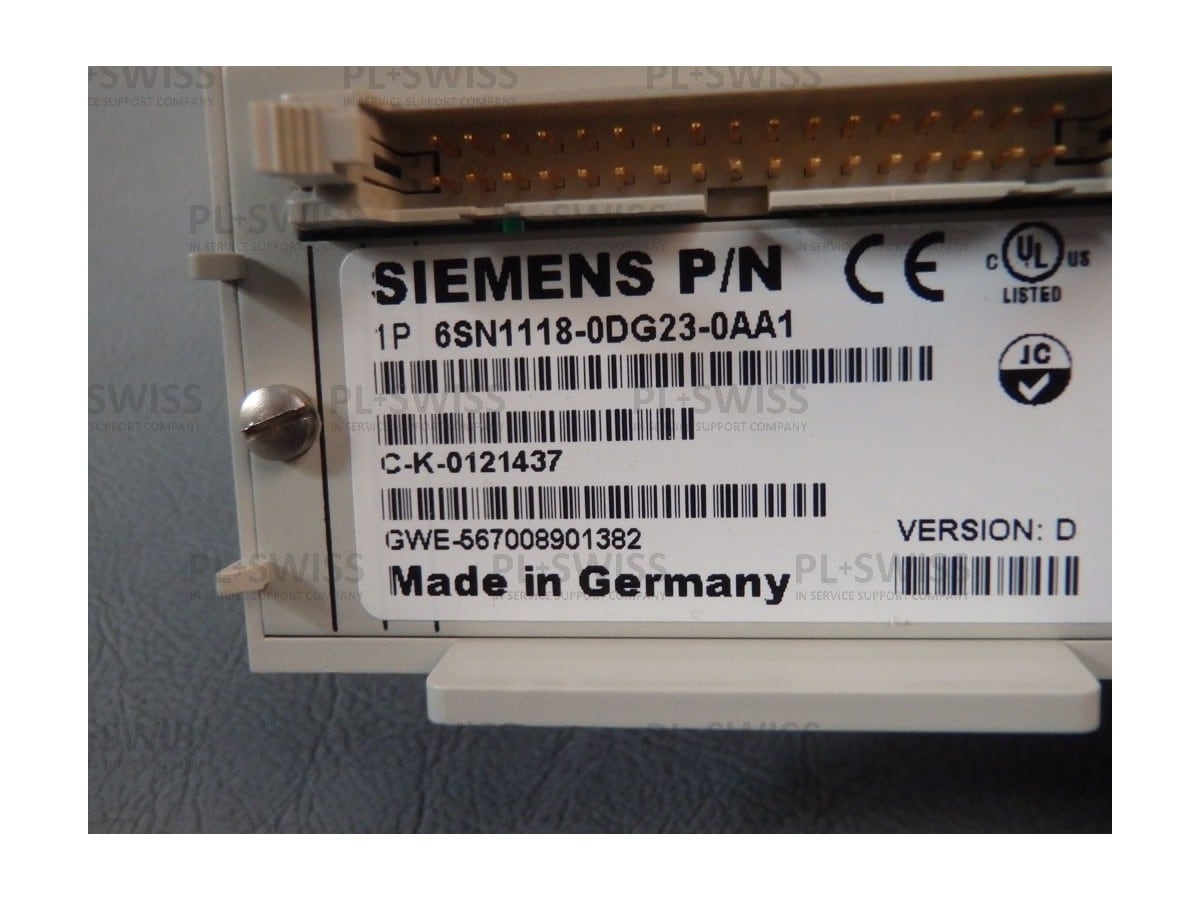 SIEMENS P/N
1P 6SN1118-0DG23-0AA1
C-K-0121437
GWE-567008901382
Made in Germany
VERSION: D
CE
C UL US
LISTED
JC
PL+SWISS
IN SERVICE SUPPORT COMPANY